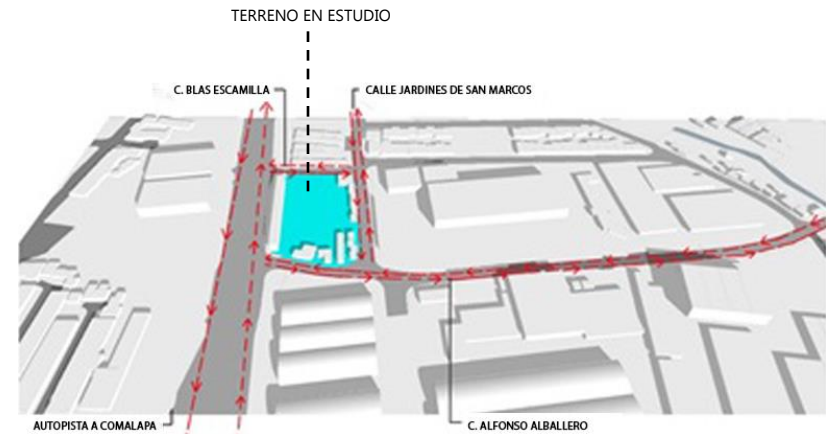 TERRENO EN ESTUDIO
C. BLAS ESCAMILLA
CALLE JARDINES DE SAN MARCOS
AUTOPISTA A COMALAPA
C. ALFONSO ALBALLERO